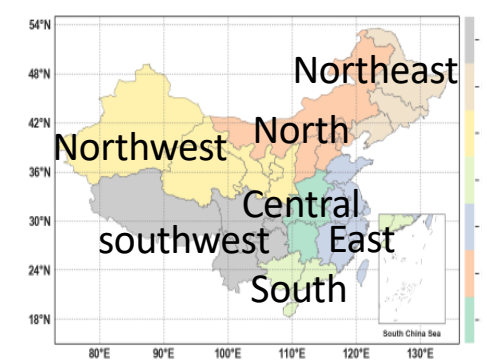 54°N
Northeast
48°N
42°N
North
Northwest
36°N
Central
30°N
southwest
East
24°N
South
18°N
South China Sea
80°E 90°E 100°E 110°E 120°E 130°E